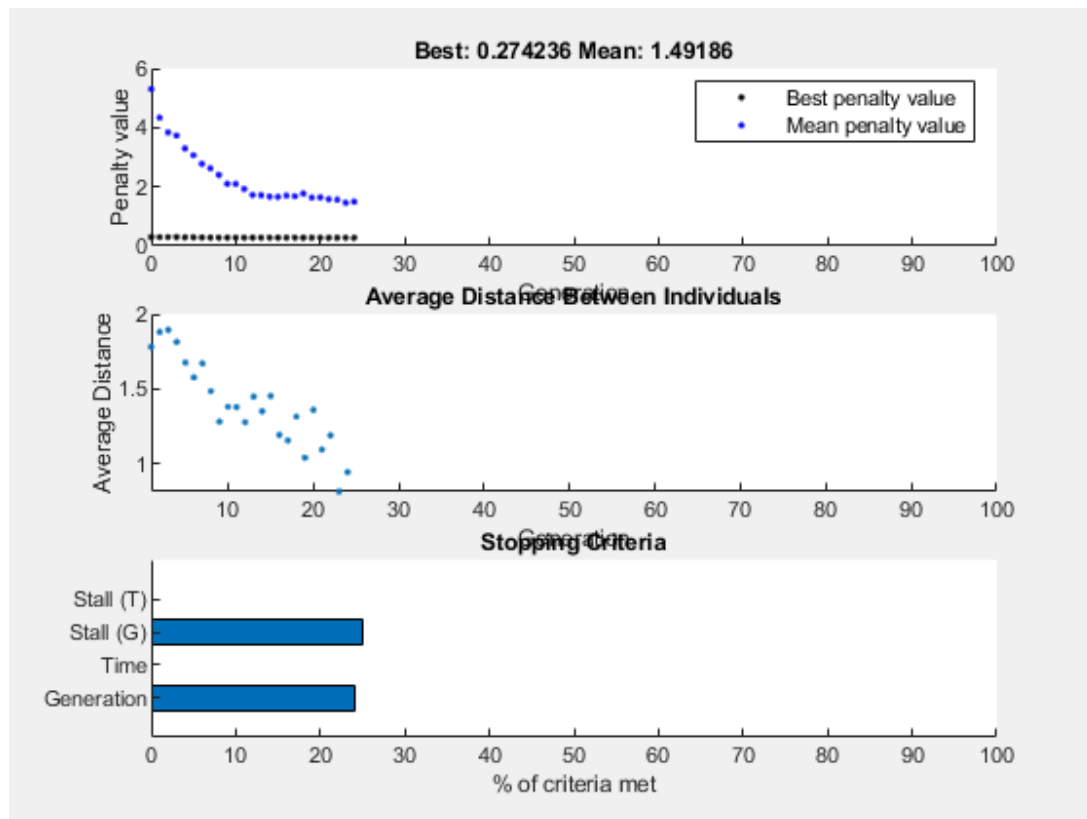 Best: 0.274236 Mean: 1.49186
Penalty value
6
4
2
0
Best penalty value
Mean penalty value
0 10 20 30 40 50 60 70 80 90 100
Generation
Average Distance Between Individuals
Average Distance
2
1.5
1
10 20 30 40 50 60 70 80 90 100
Generation
Stopping Criteria
Stall (T)
Stall (G)
Time
Generation
0 10 20 30 40 50 60 70 80 90 100
% of criteria met